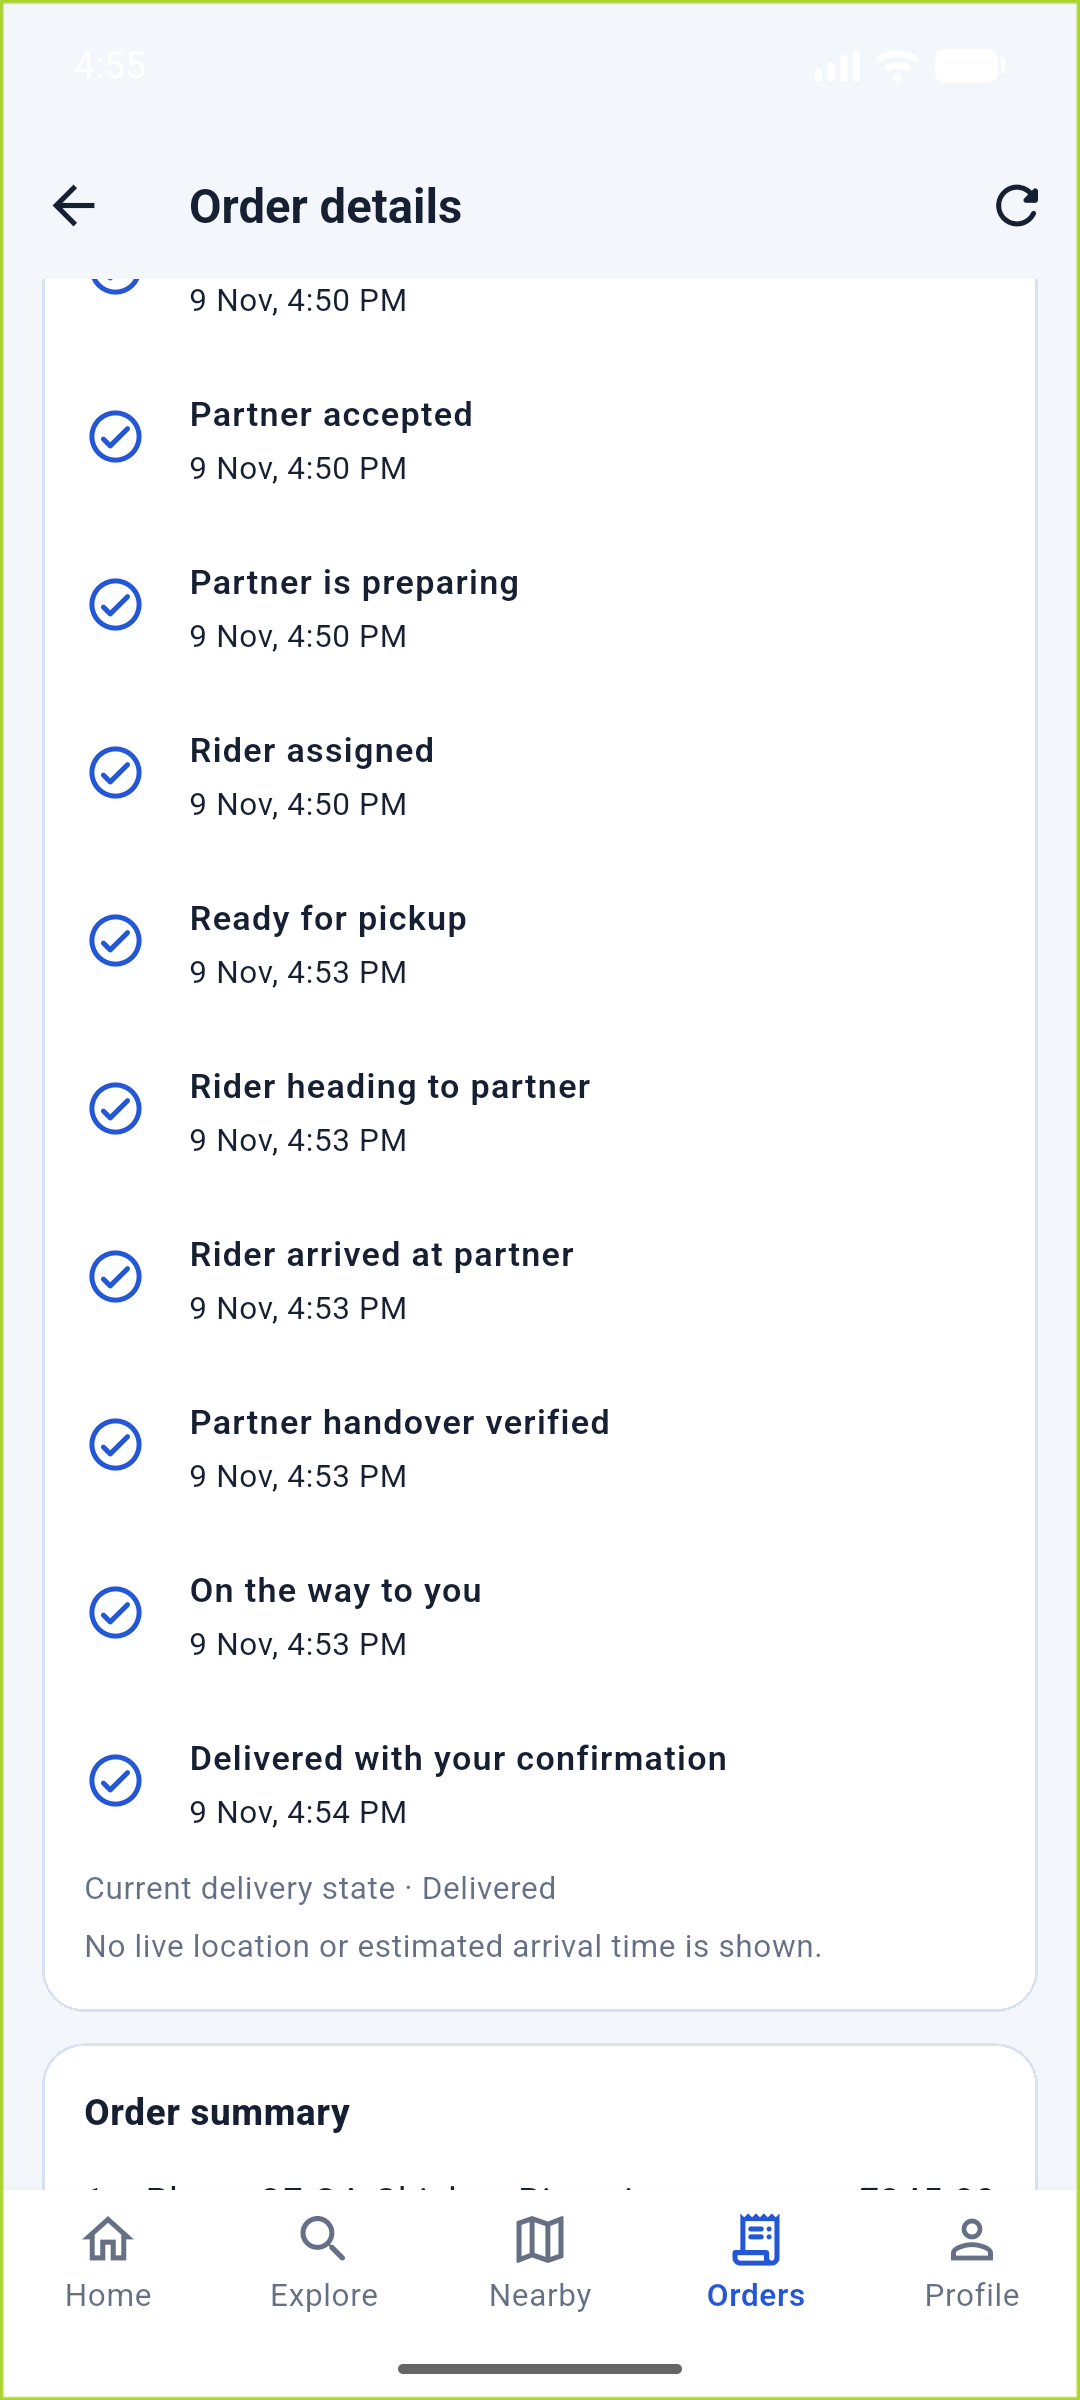 4:55
Order details
9 Nov, 4:50 PM
Partner accepted
9 Nov, 4:50 PM
Partner is preparing
9 Nov, 4:50 PM
Rider assigned
9 Nov, 4:50 PM
Ready for pickup
9 Nov, 4:53 PM
Rider heading to partner
9 Nov, 4:53 PM
Rider arrived at partner
9 Nov, 4:53 PM
Partner handover verified
9 Nov, 4:53 PM
On the way to you
9 Nov, 4:53 PM
Delivered with your confirmation
9 Nov, 4:54 PM
Current delivery state · Delivered
No live location or estimated arrival time is shown.
Order summary
Home
Explore
Nearby
Orders
Profile